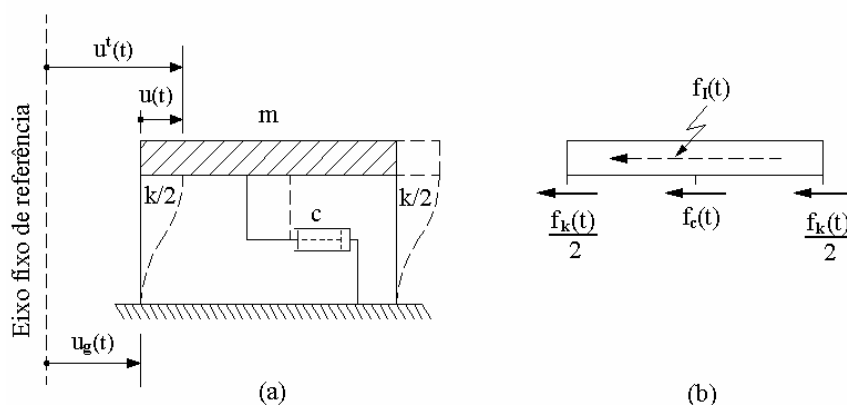 u^t(t)
u(t)
m
k/2
c
k/2
Eixo fixo de referência
u_g(t)
(a)
f_I(t)
f_k(t)/2
f_c(t)
f_k(t)/2
(b)